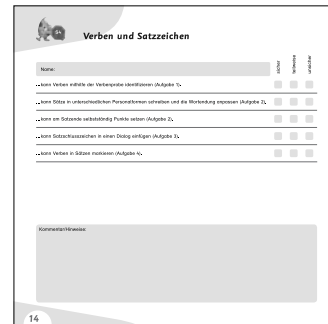 54
Verben und Satzzeichen
sicher
teilweise
unsicher
Name:
... kann Verben mithilfe der Verbenprobe identifizieren (Aufgabe 1).
... kann Sätze in unterschiedlichen Personalformen schreiben und die Wortendung anpassen (Aufgabe 2).
... kann am Satzende selbstständig Punkte setzen (Aufgabe 2).
... kann Satzschlusszeichen in einen Dialog einfügen (Aufgabe 3).
... kann Verben in Sätzen markieren (Aufgabe 4).
Kommentar/Hinweise:
14